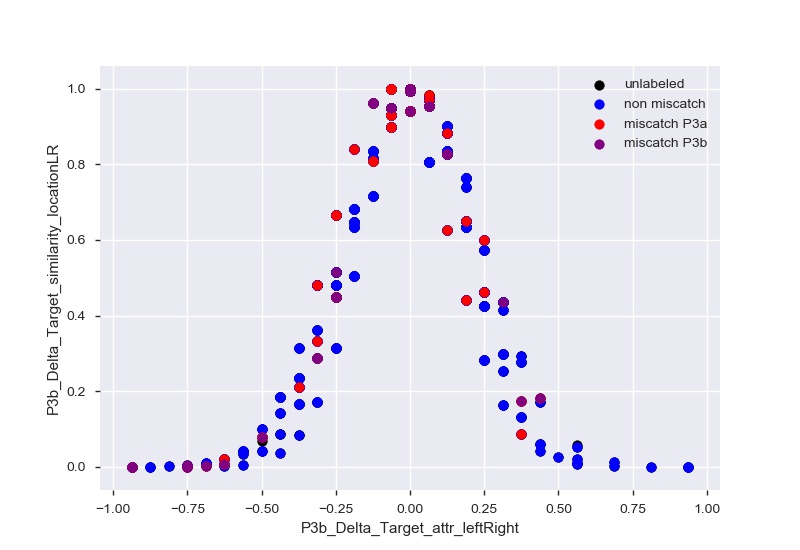 unlabeled
non miscatch
miscatch P3a
miscatch P3b
1.0
0.8
0.6
0.4
0.2
0.0
P3b_Delta_Target_similarity_locationLR
−1.00 −0.75 −0.50 −0.25 0.00 0.25 0.50 0.75 1.00
P3b_Delta_Target_attr_leftRight